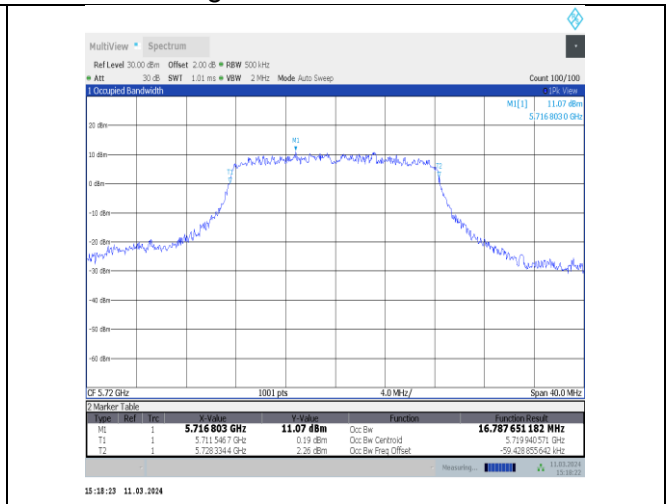 MultiView Spectrum
Ref Level 30.00 dBm Offset 2.00 dB RBW 500 kHz
Att 30 dB SWT 1.01 ms VBW 2 MHz Mode Auto Sweep Count 100/100
1 Occupied Bandwidth 1Pk View
M1[1] 11.07 dBm
5.716 803 0 GHz
20 dBm
M1
10 dBm
T1 T2
0 dBm
-10 dBm
-20 dBm
-30 dBm
-40 dBm
-50 dBm
-60 dBm
CF 5.72 GHz 1001 pts 4.0 MHz/ Span 40.0 MHz
2 Marker Table
Type Ref Trc X-Value Y-Value Function Function Result
M1 1 5.716 803 GHz 11.07 dBm Occ Bw 16.787 651 182 MHz
T1 1 5.711 546 7 GHz 0.19 dBm Occ Bw Centroid 5.719 940 571 GHz
T2 1 5.728 334 4 GHz 2.26 dBm Occ Bw Freq Offset -59.428 855 642 kHz
Measuring... 11.03.2024
15:18:22
15:18:23 11.03.2024